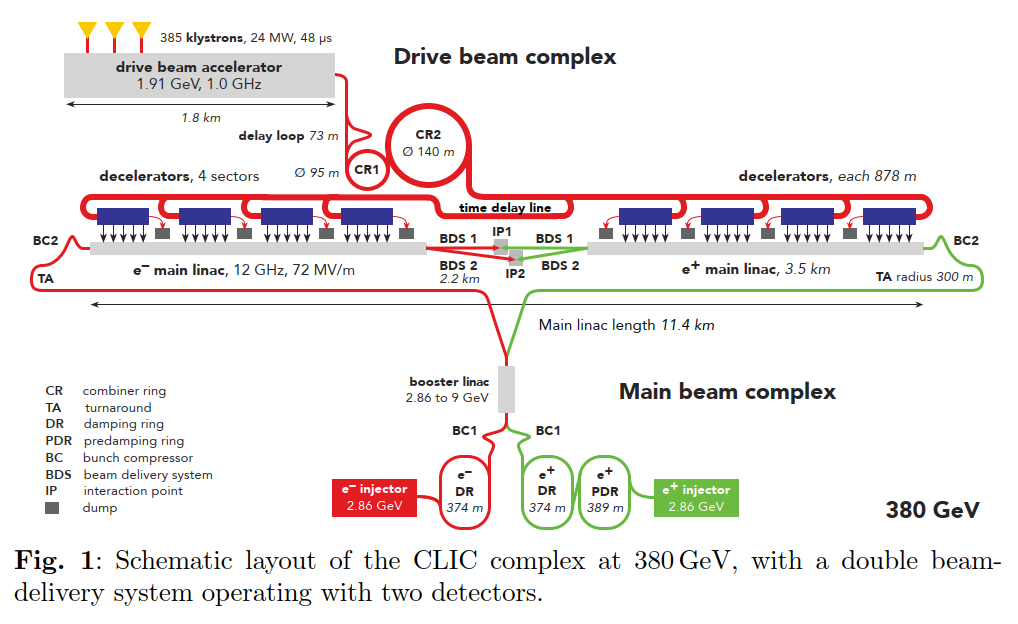 385 klystrons, 24 MW, 48 µs
Drive beam complex
drive beam accelerator
1.91 GeV, 1.0 GHz
1.8 km
delay loop 73 m
CR2
Ø 140 m
Ø 95 m
CR1
decelerators, 4 sectors
decelerators, each 878 m
time delay line
IP1
BDS 1
BDS 1
BC2
BC2
e– main linac, 12 GHz, 72 MV/m
BDS 2
2.2 km
IP2
BDS 2
e+ main linac, 3.5 km
TA
TA radius 300 m
Main linac length 11.4 km
booster linac
2.86 to 9 GeV
Main beam complex
CR combiner ring
TA turnaround
DR damping ring
PDR predamping ring
BC bunch compressor
BDS beam delivery system
IP interaction point
dump
BC1
BC1
e– injector
2.86 GeV
e–
DR
374 m
e+
DR
374 m
e+
PDR
389 m
e+ injector
2.86 GeV
380 GeV
Fig. 1: Schematic layout of the CLIC complex at 380 GeV, with a double beam-
delivery system operating with two detectors.